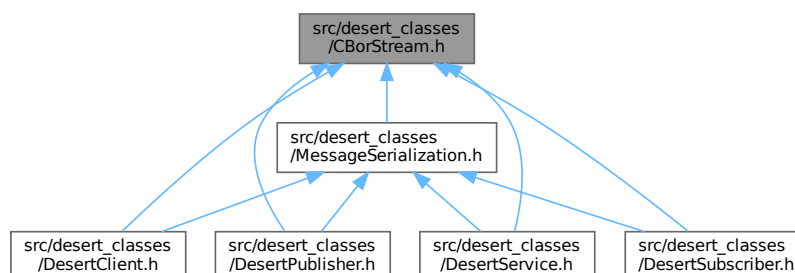 src/desert_classes
/CBorStream.h
src/desert_classes
/MessageSerialization.h
src/desert_classes
/DesertClient.h
src/desert_classes
/DesertPublisher.h
src/desert_classes
/DesertService.h
src/desert_classes
/DesertSubscriber.h